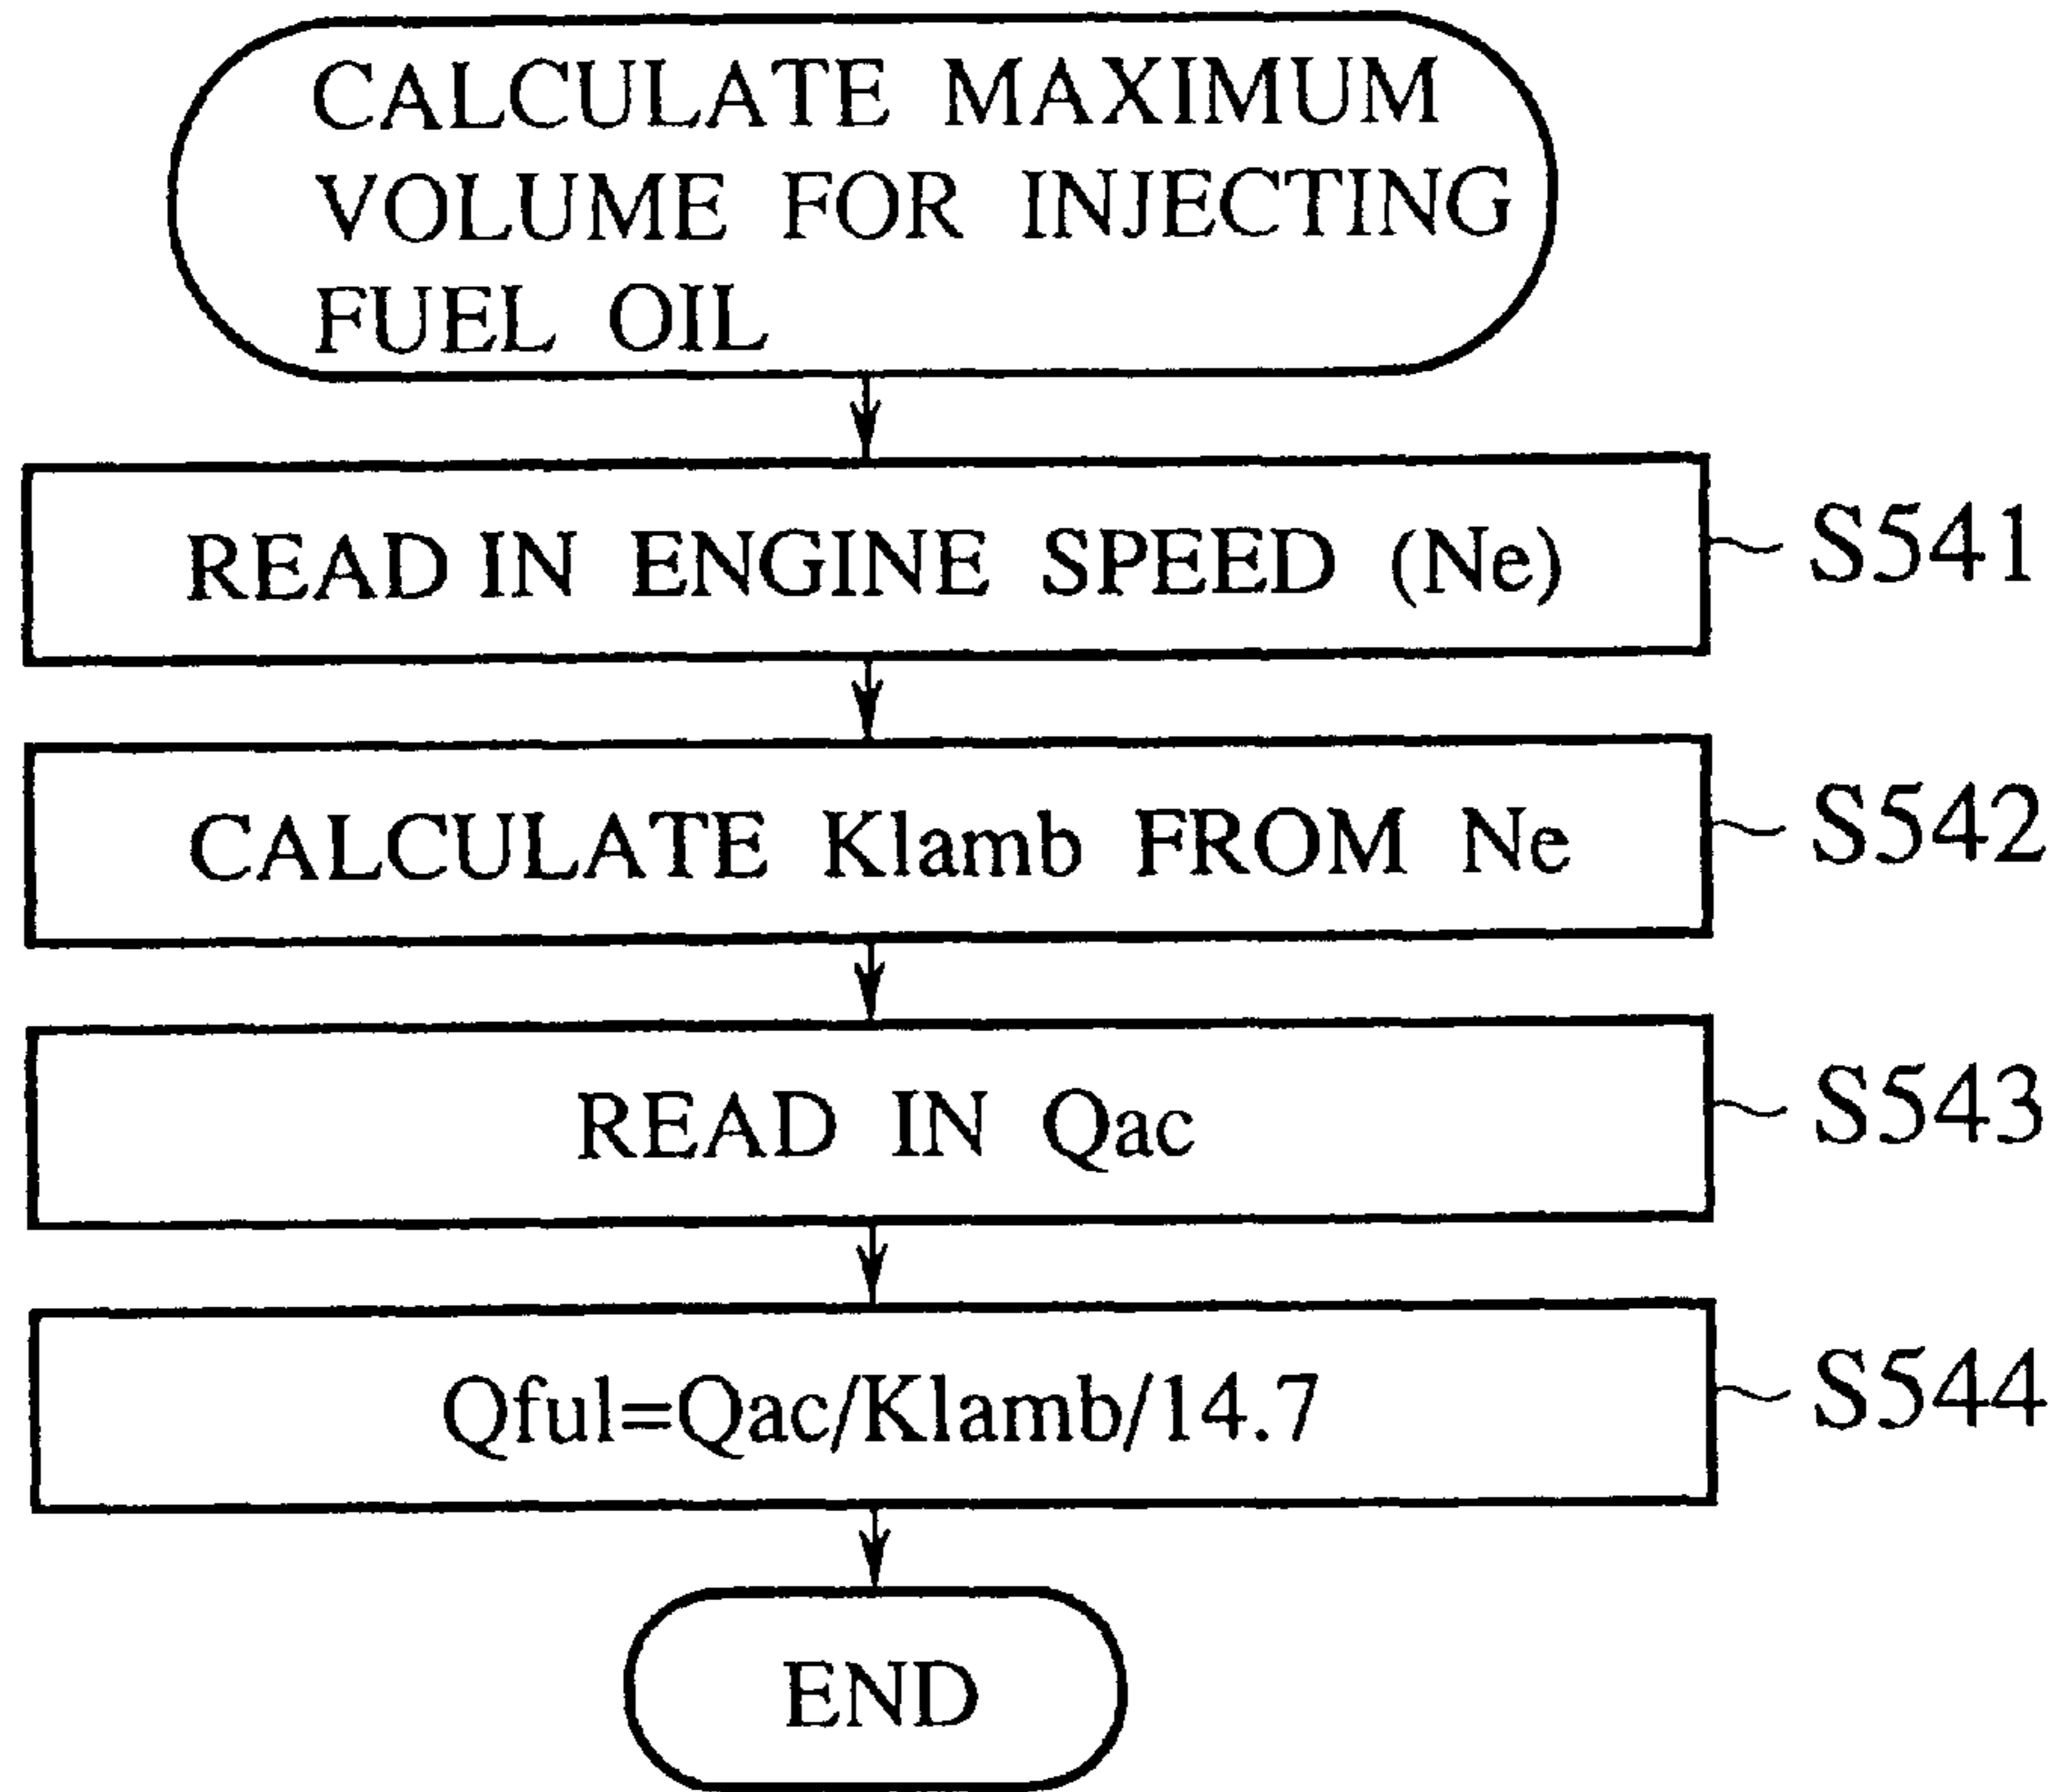 CALCULATE MAXIMUM
VOLUME FOR INJECTING
FUEL OIL
READ IN ENGINE SPEED (Ne)
S541
CALCULATE Klamb FROM Ne
S542
READ IN Qac
S543
Qful=Qac/Klamb/14.7
S544
END